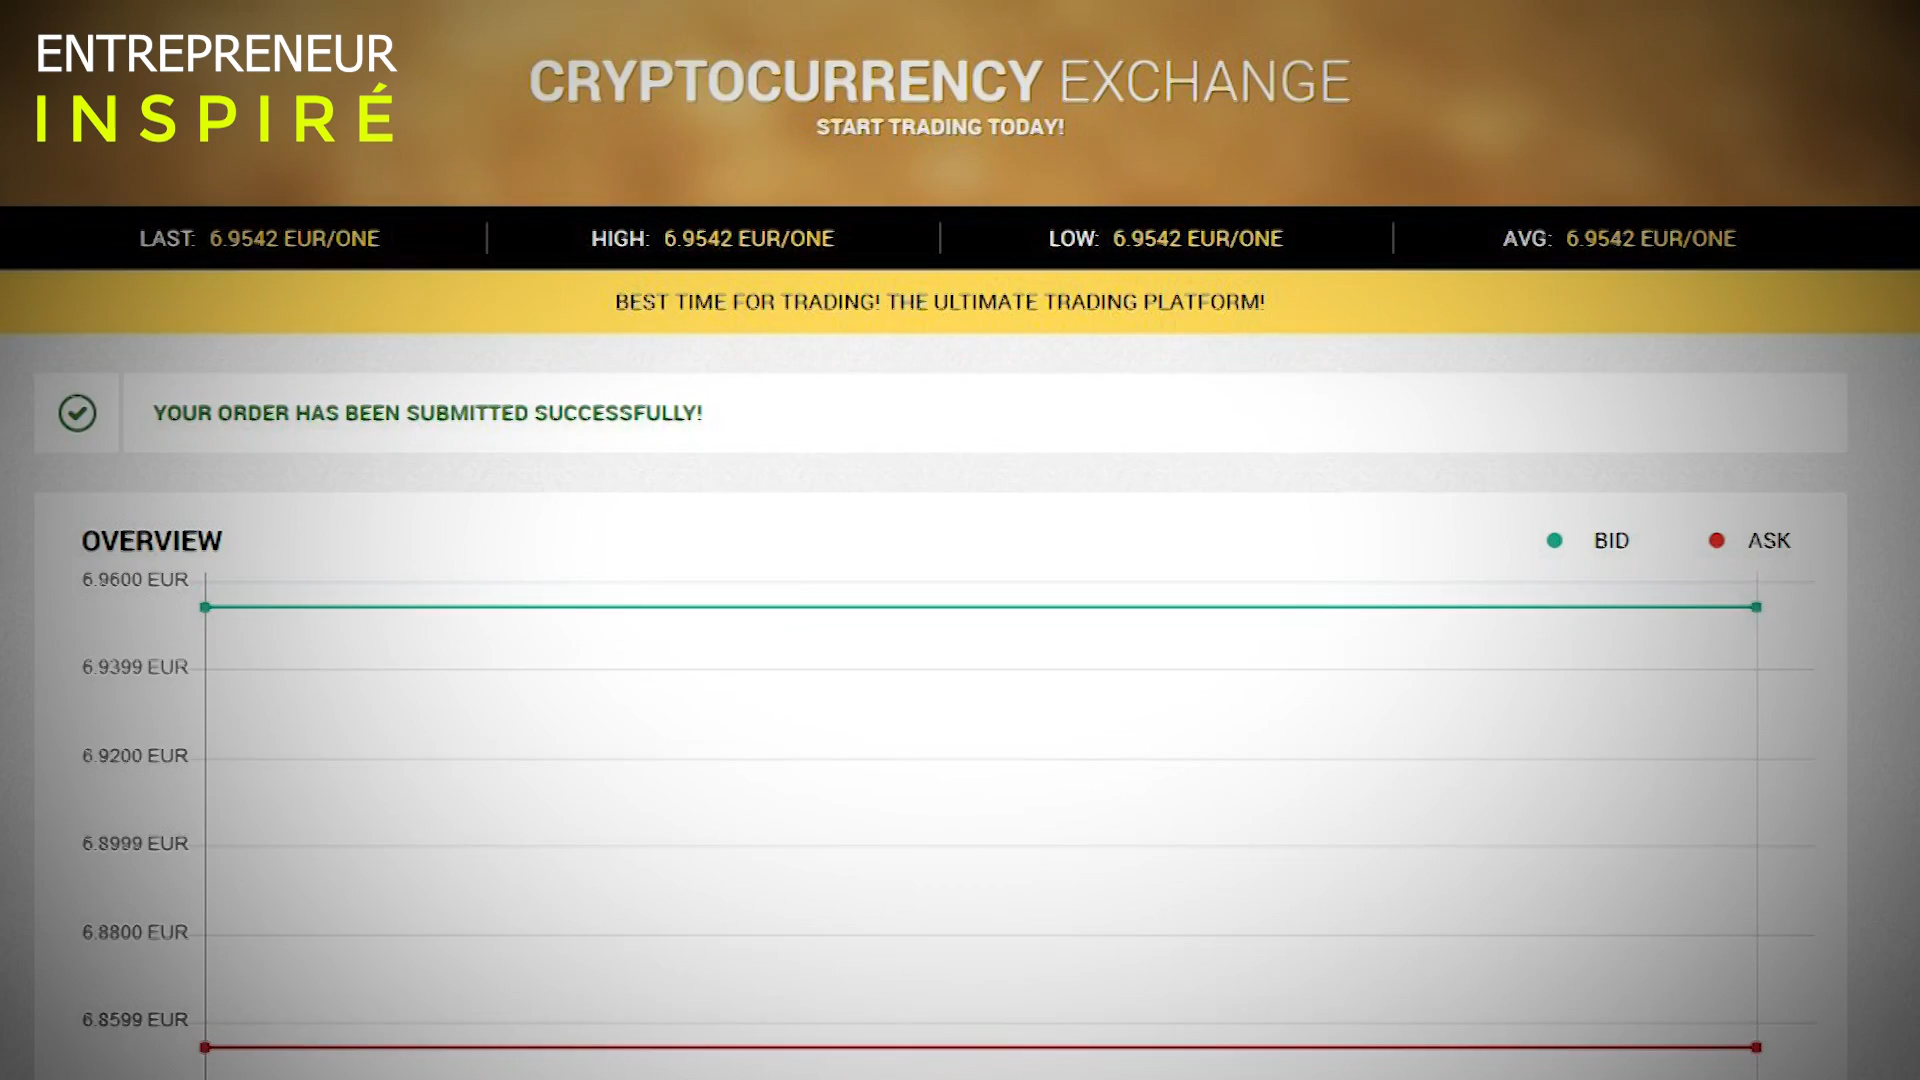 ENTREPRENEUR
INSPIRÉ
CRYPTOCURRENCY EXCHANGE
START TRADING TODAY!
LAST: 6.9542 EUR/ONE
HIGH: 6.9542 EUR/ONE
LOW: 6.9542 EUR/ONE
AVG: 6.9542 EUR/ONE
BEST TIME FOR TRADING! THE ULTIMATE TRADING PLATFORM!
YOUR ORDER HAS BEEN SUBMITTED SUCCESSFULLY!
OVERVIEW
BID
ASK
6.9600 EUR
6.9399 EUR
6.9200 EUR
6.8999 EUR
6.8800 EUR
6.8599 EUR